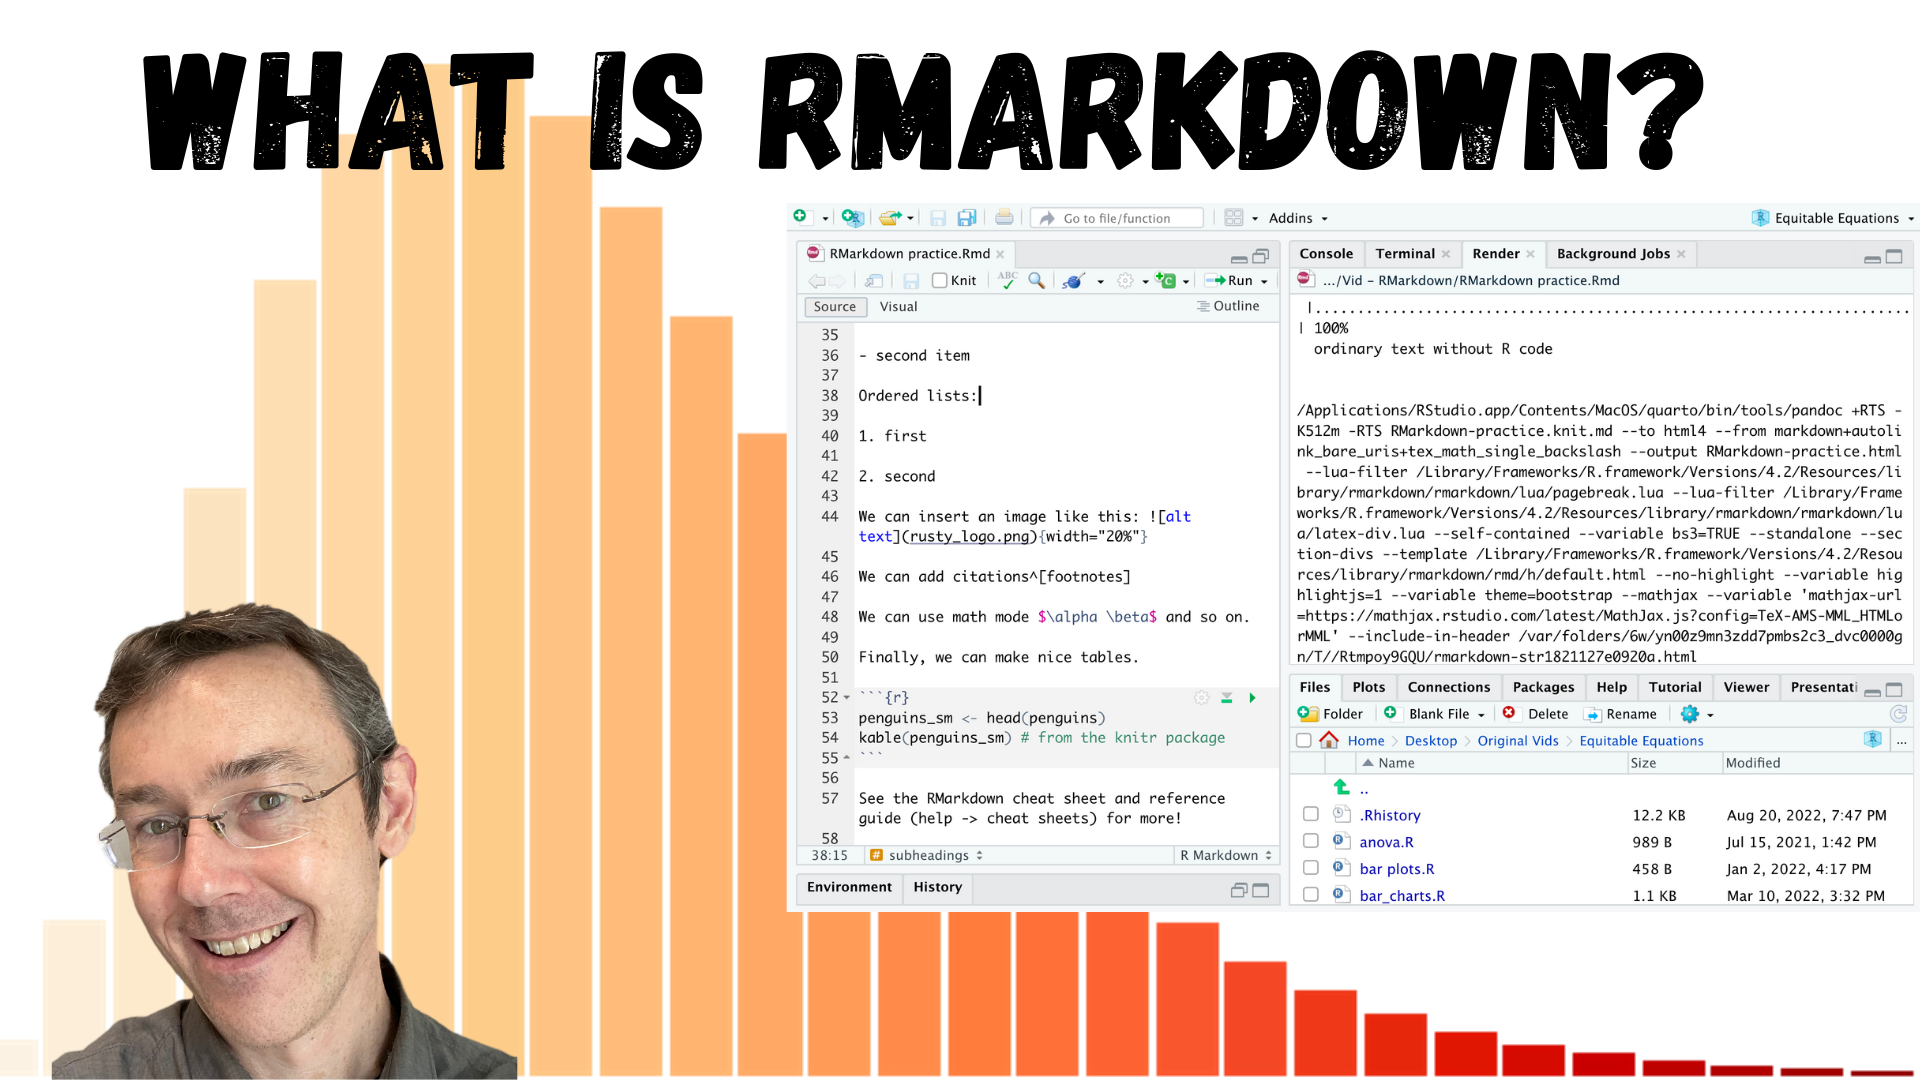 WHAT IS RMARKDOWN?
Go to file/function
Addins
Equitable Equations
RMarkdown practice.Rmd
Knit
ABC
Run
Source Visual
Outline
35
36 - second item
37
38 Ordered lists:
39
40 1. first
41
42 2. second
43
44 We can insert an image like this: ![alt
text](rusty_logo.png){width="20%"}
45
46 We can add citations^[footnotes]
47
48 We can use math mode $\alpha \beta$ and so on.
49
50 Finally, we can make nice tables.
51
52 ```{r}
53 penguins_sm <- head(penguins)
54 kable(penguins_sm) # from the knitr package
55 ```
56
57 See the RMarkdown cheat sheet and reference
guide (help -> cheat sheets) for more!
58
38:15 # subheadings R Markdown
Environment History
Console Terminal Render Background Jobs
.../Vid – RMarkdown/RMarkdown practice.Rmd
|......................................................................
| 100%
ordinary text without R code
/Applications/RStudio.app/Contents/MacOS/quarto/bin/tools/pandoc +RTS -
K512m -RTS RMarkdown-practice.knit.md --to html4 --from markdown+autoli
nk_bare_uris+tex_math_single_backslash --output RMarkdown-practice.html
--lua-filter /Library/Frameworks/R.framework/Versions/4.2/Resources/li
brary/rmarkdown/rmarkdown/lua/pagebreak.lua --lua-filter /Library/Frame
works/R.framework/Versions/4.2/Resources/library/rmarkdown/rmarkdown/lu
a/latex-div.lua --self-contained --variable bs3=TRUE --standalone --sec
tion-divs --template /Library/Frameworks/R.framework/Versions/4.2/Resou
rces/library/rmarkdown/rmd/h/default.html --no-highlight --variable hig
hlightjs=1 --variable theme=bootstrap --mathjax --variable 'mathjax-url
=https://mathjax.rstudio.com/latest/MathJax.js?config=TeX-AMS-MML_HTMLo
rMML' --include-in-header /var/folders/6w/yn00z9mn3zdd7pmbs2c3_dvc0000g
n/T//Rtmpoy9GQU/rmarkdown-str1821127e0920a.html
Files Plots Connections Packages Help Tutorial Viewer Presentati
Folder Blank File Delete Rename
Home Desktop Original Vids Equitable Equations ...
Name Size Modified
..
.Rhistory 12.2 KB Aug 20, 2022, 7:47 PM
anova.R 989 B Jul 15, 2021, 1:42 PM
bar plots.R 458 B Jan 2, 2022, 4:17 PM
bar_charts.R 1.1 KB Mar 10, 2022, 3:32 PM